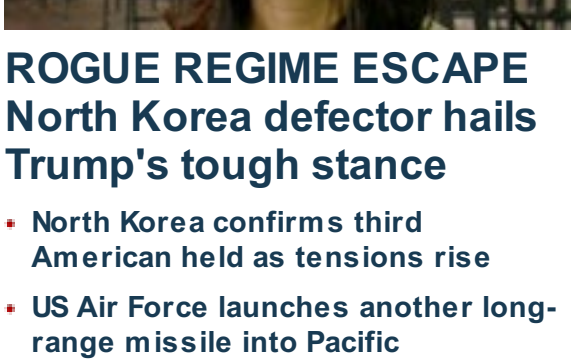 ROGUE REGIME ESCAPE
North Korea defector hails
Trump's tough stance
North Korea confirms third
American held as tensions rise
US Air Force launches another long-
range missile into Pacific